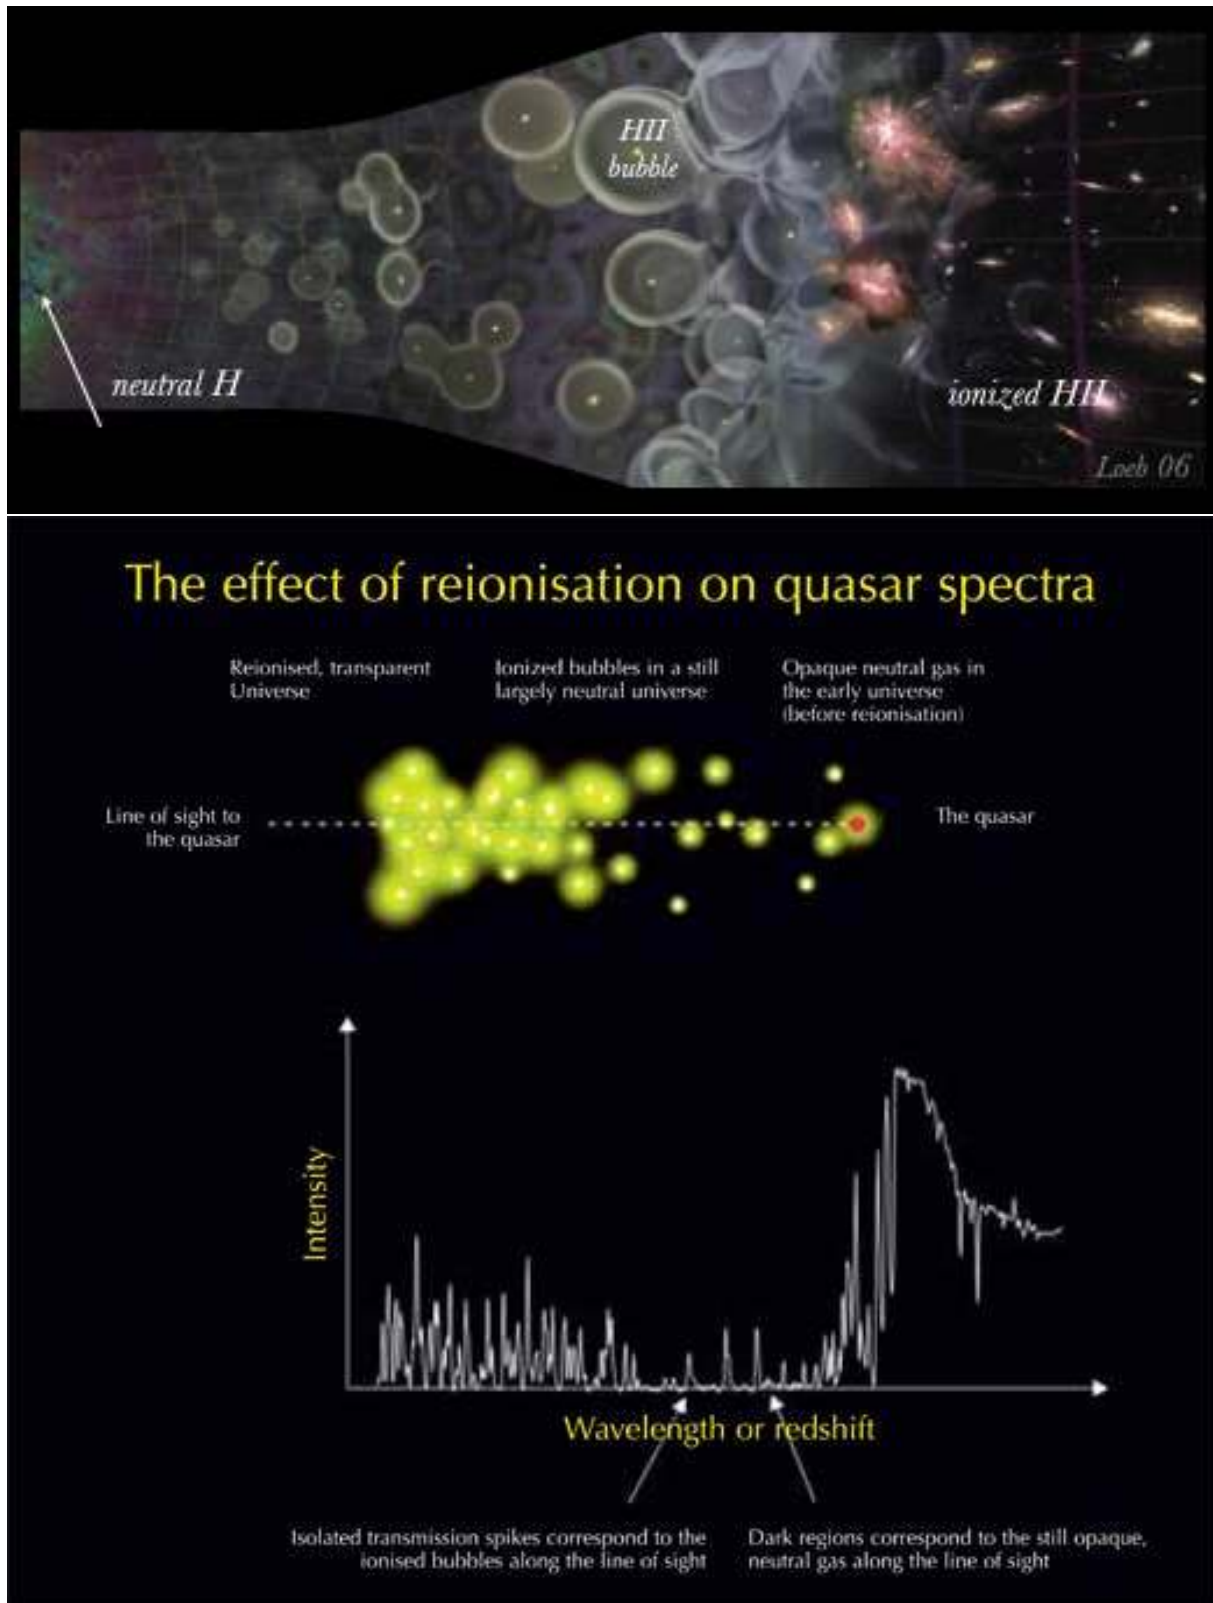 HII
bubble
neutral H
ionized HII
Loeb 06
The effect of reionisation on quasar spectra
Reionised, transparent
Universe
Ionized bubbles in a still
largely neutral universe
Opaque neutral gas in
the early universe
(before reionisation)
Line of sight to
the quasar
The quasar
Intensity
Wavelength or redshift
Isolated transmission spikes correspond to the
ionised bubbles along the line of sight
Dark regions correspond to the still opaque,
neutral gas along the line of sight